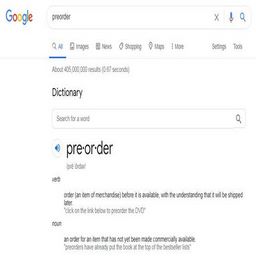 Google
preorder
All Images News Shopping Maps More Settings Tools
About 405,000,000 results (0.67 seconds)
Dictionary
Search for a word
pre·or·der
verb
order (an item of merchandise) before it is available, with the understanding that it will be shipped
later.
"click on the link below to preorder the DVD"
noun
an order for an item that has not yet been made commercially available.
"preorders have already put the book at the top of the bestseller lists"